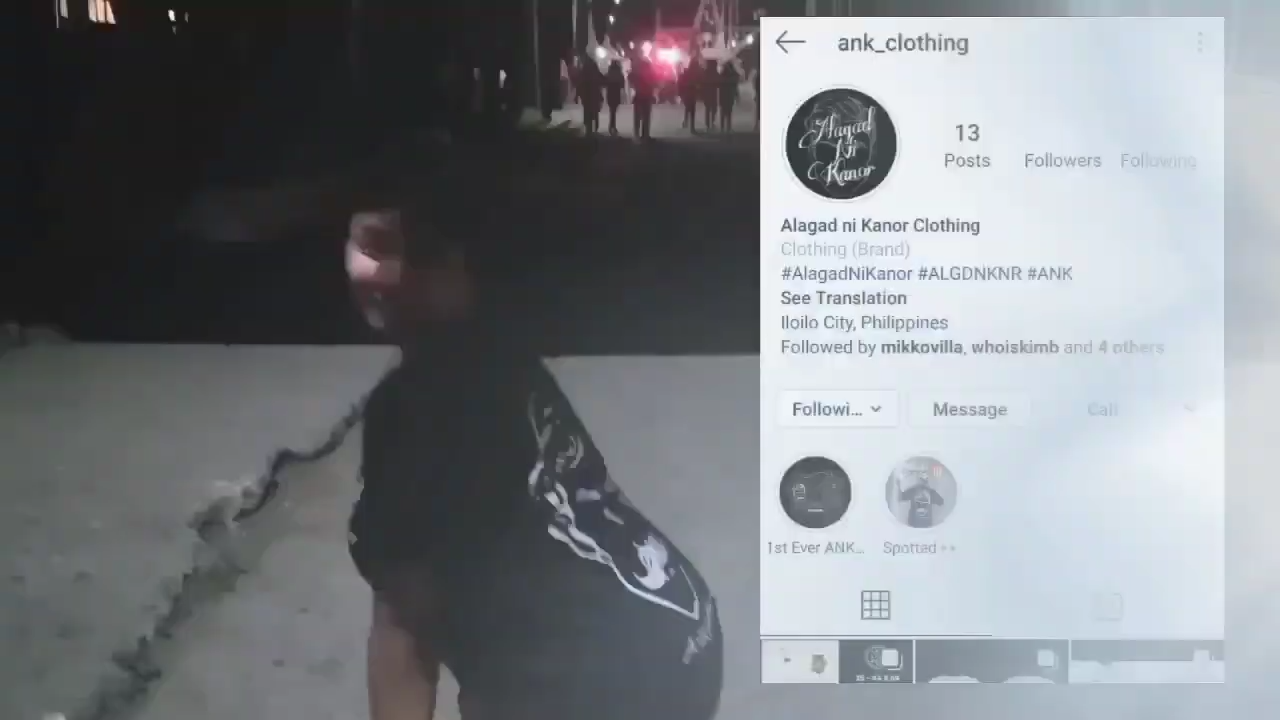 ank_clothing
Alagad
Ni
Kanor
13
Posts Followers Following
Alagad ni Kanor Clothing
Clothing (Brand)
#AlagadNiKanor #ALGDNKNR #ANK
See Translation
Iloilo City, Philippines
Followed by mikkovilla, whoiskimb and 4 others
Followi... Message Call
1st Ever ANK... Spotted